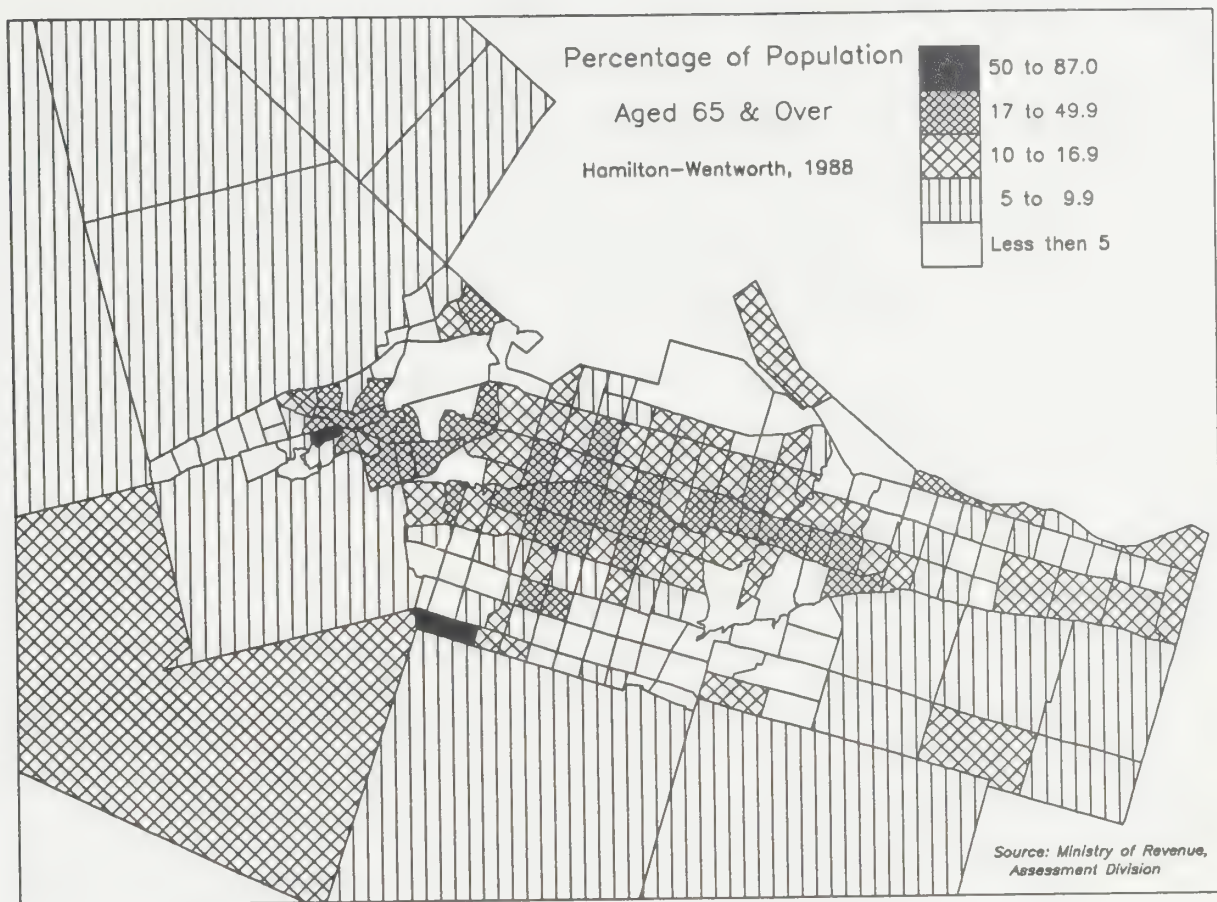 Percentage of Population
Aged 65 & Over
Hamilton-Wentworth, 1988
50 to 87.0
17 to 49.9
10 to 16.9
5 to 9.9
Less then 5
Source: Ministry of Revenue,
Assessment Division